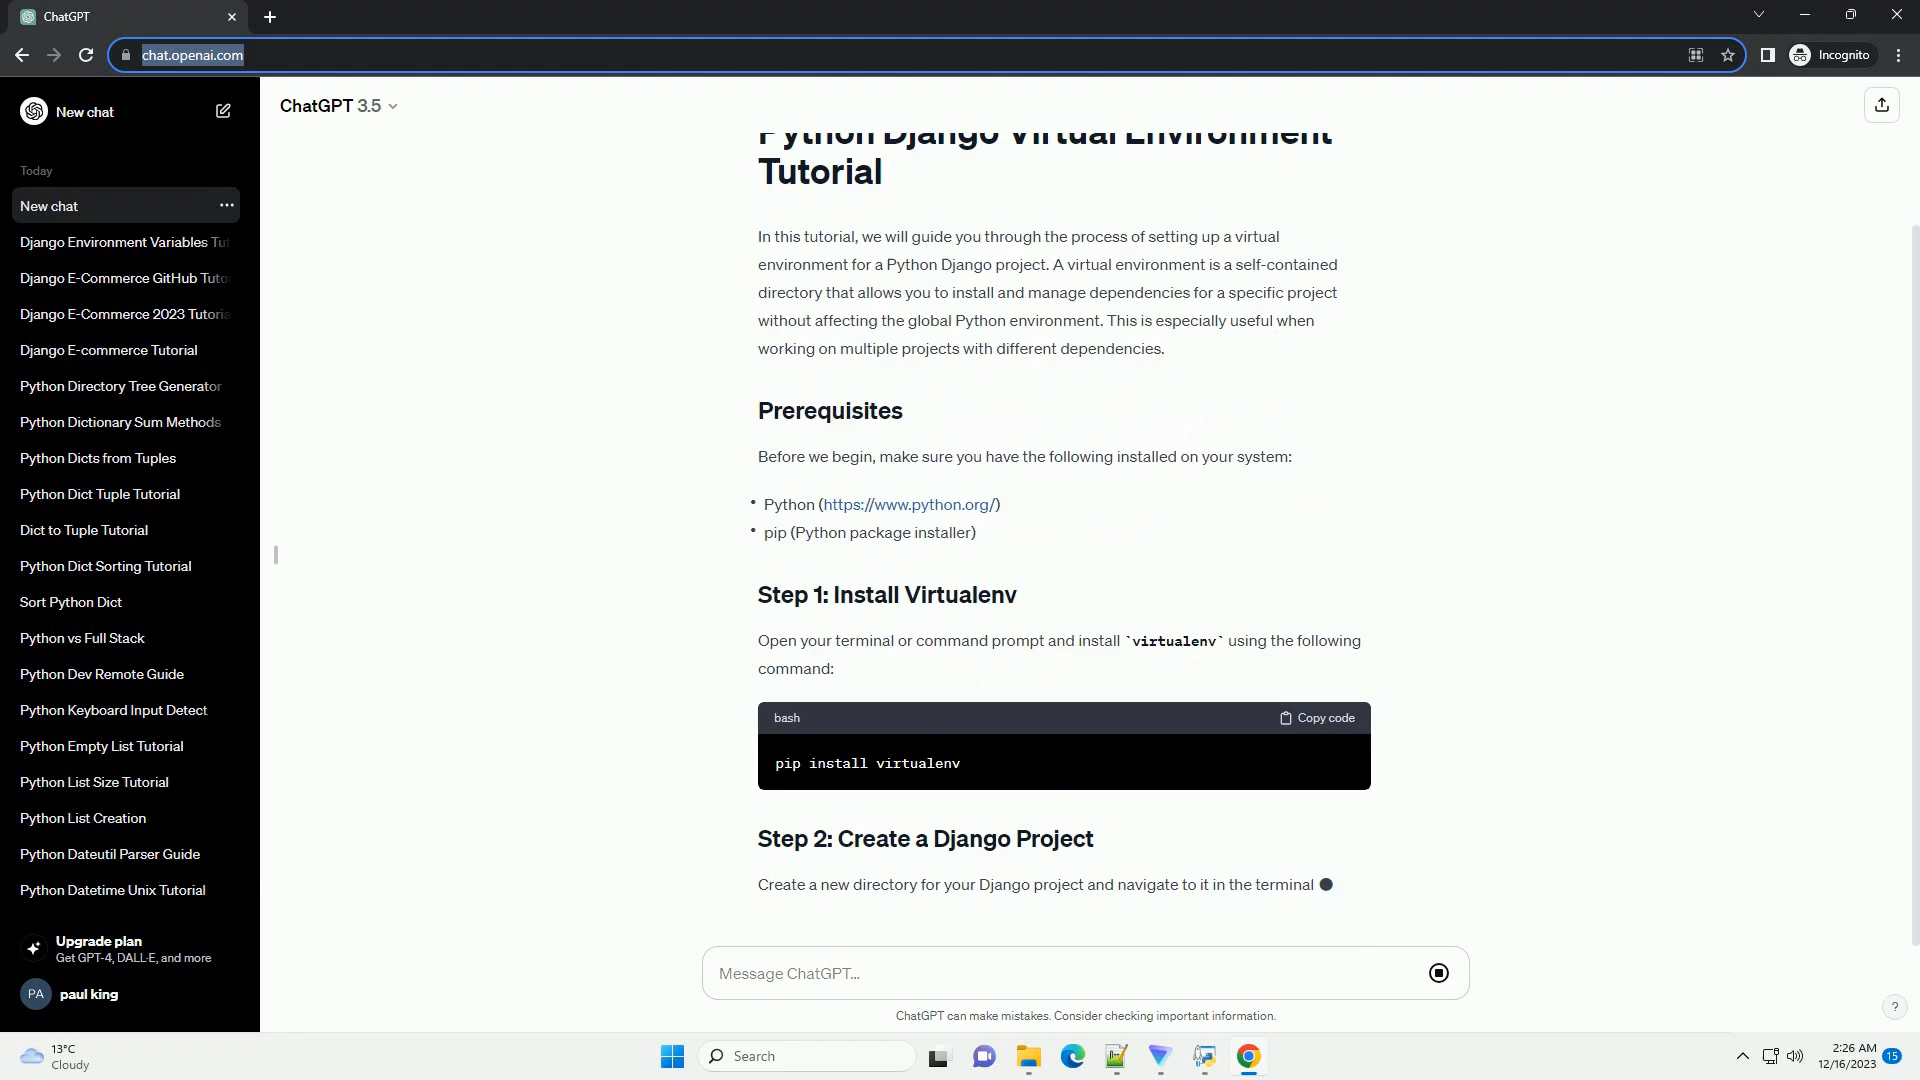 ChatGPT
chat.openai.com
Incognito
New chat
ChatGPT 3.5
Today
New chat
Django Environment Variables Tut
Django E-Commerce GitHub Tuto
Django E-Commerce 2023 Tutoria
Django E-commerce Tutorial
Python Directory Tree Generator
Python Dictionary Sum Methods
Python Dicts from Tuples
Python Dict Tuple Tutorial
Dict to Tuple Tutorial
Python Dict Sorting Tutorial
Sort Python Dict
Python vs Full Stack
Python Dev Remote Guide
Python Keyboard Input Detect
Python Empty List Tutorial
Python List Size Tutorial
Python List Creation
Python Dateutil Parser Guide
Python Datetime Unix Tutorial
Upgrade plan
Get GPT-4, DALL·E, and more
PA paul king
Python Django Virtual Environment
Tutorial
In this tutorial, we will guide you through the process of setting up a virtual
environment for a Python Django project. A virtual environment is a self-contained
directory that allows you to install and manage dependencies for a specific project
without affecting the global Python environment. This is especially useful when
working on multiple projects with different dependencies.
Prerequisites
Before we begin, make sure you have the following installed on your system:
• Python (https://www.python.org/)
• pip (Python package installer)
Step 1: Install Virtualenv
Open your terminal or command prompt and install `virtualenv` using the following
command:
bash
Copy code
pip install virtualenv
Step 2: Create a Django Project
Create a new directory for your Django project and navigate to it in the terminal
Message ChatGPT...
ChatGPT can make mistakes. Consider checking important information.
?
13°C
Cloudy
Search
2:26 AM
12/16/2023
15